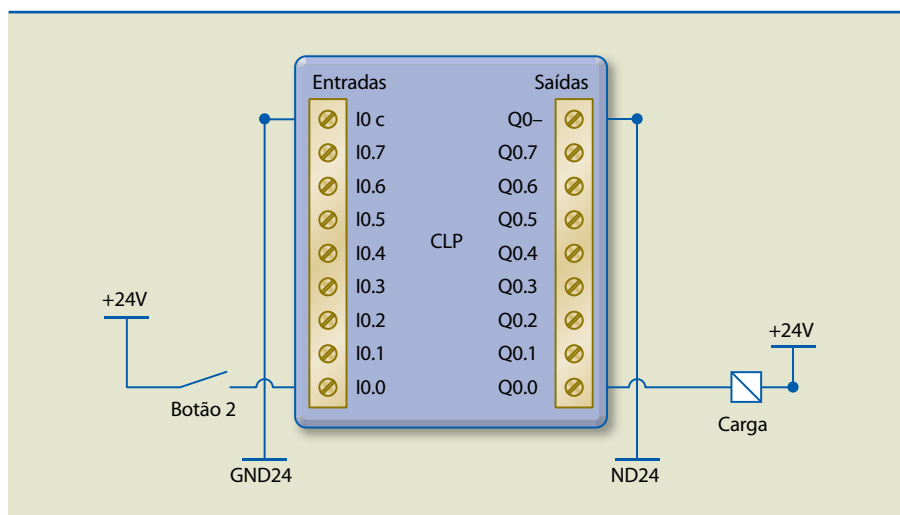 Entradas
Saídas
I0 c
Q0–
I0.7
Q0.7
I0.6
Q0.6
I0.5
Q0.5
CLP
I0.4
Q0.4
I0.3
Q0.3
+24V
I0.2
Q0.2
+24V
I0.1
Q0.1
I0.0
Q0.0
Botão 2
Carga
GND24
ND24